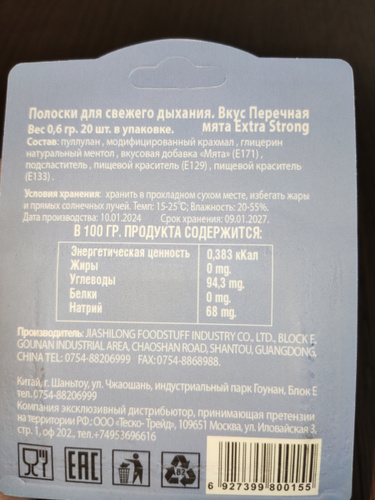 Полоски для свежего дыхания. Вкус Перечная
Вес 0,6 гр. 20 шт. в упаковке. мята Extra Strong
Состав: пуллулан , модифицированный крахмал , глицерин
натуральный ментол , вкусовая добавка «Мята» (E171) ,
подсластитель , пищевой краситель (E129) , пищевой краситель
(E133) .
Условия хранения: хранить в прохладном сухом месте, избегать жары
и прямых солнечных лучей. Темп: 15-25°C; Влажность: 20-55%.
Дата производства: 10.01.2024 Срок хранения: 09.01.2027.
В 100 ГР. ПРОДУКТА СОДЕРЖИТСЯ:
Энергетическая ценность 0,383 кКал
Жиры 0 mg.
Углеводы 94,3 mg.
Белки 0 mg.
Натрий 68 mg.
Производитель: JIASHILONG FOODSTUFF INDUSTRY CO., LTD., BLOCK E,
GOUNAN INDUSTRIAL AREA, CHAOSHAN ROAD, SHANTOU, GUANGDONG,
CHINA TEL: 0754-88206999 FAX: 0754-8868988.
Китай, г. Шаньтоу, ул. Чжаошань, индустриальный парк Гоунан, Блок Е
тел. 0754-88206999
Компания эксклюзивный дистрибьютор, принимающая претензии
на территории РФ.: ООО «Теско-Трейд», 109651 Москва, ул. Иловайская 3,
стр. 1, оф 202,, тел.+74953696616
EAC
6 927399 800155